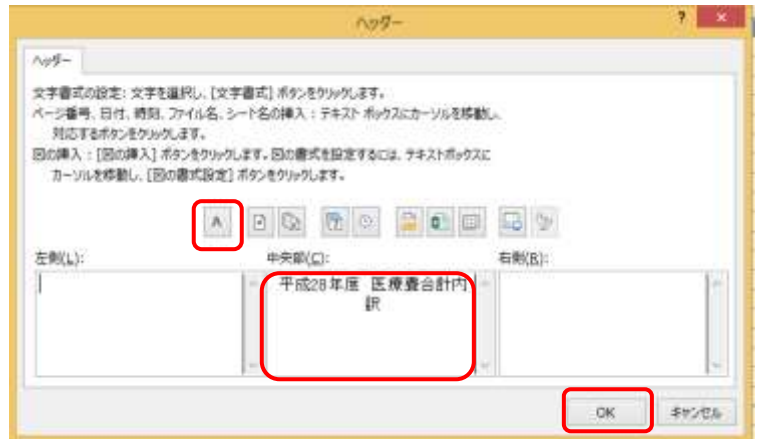 ヘッダー
?
×
ヘッダー
文字書式の設定: 文字を選択し、[文字書式] ボタンをクリックします。
ページ番号、日付、時刻、ファイル名、シート名の挿入 : テキスト ボックスにカーソルを移動し、
対応するボタンをクリックします。
図の挿入 : [図の挿入] ボタンをクリックします。図の書式を設定するには、テキストボックスに
カーソルを移動し、[図の書式設定] ボタンをクリックします。
A
左側(L):
中央部(C):
右側(R):
平成28年度 医療費合計内
訳
OK
キャンセル